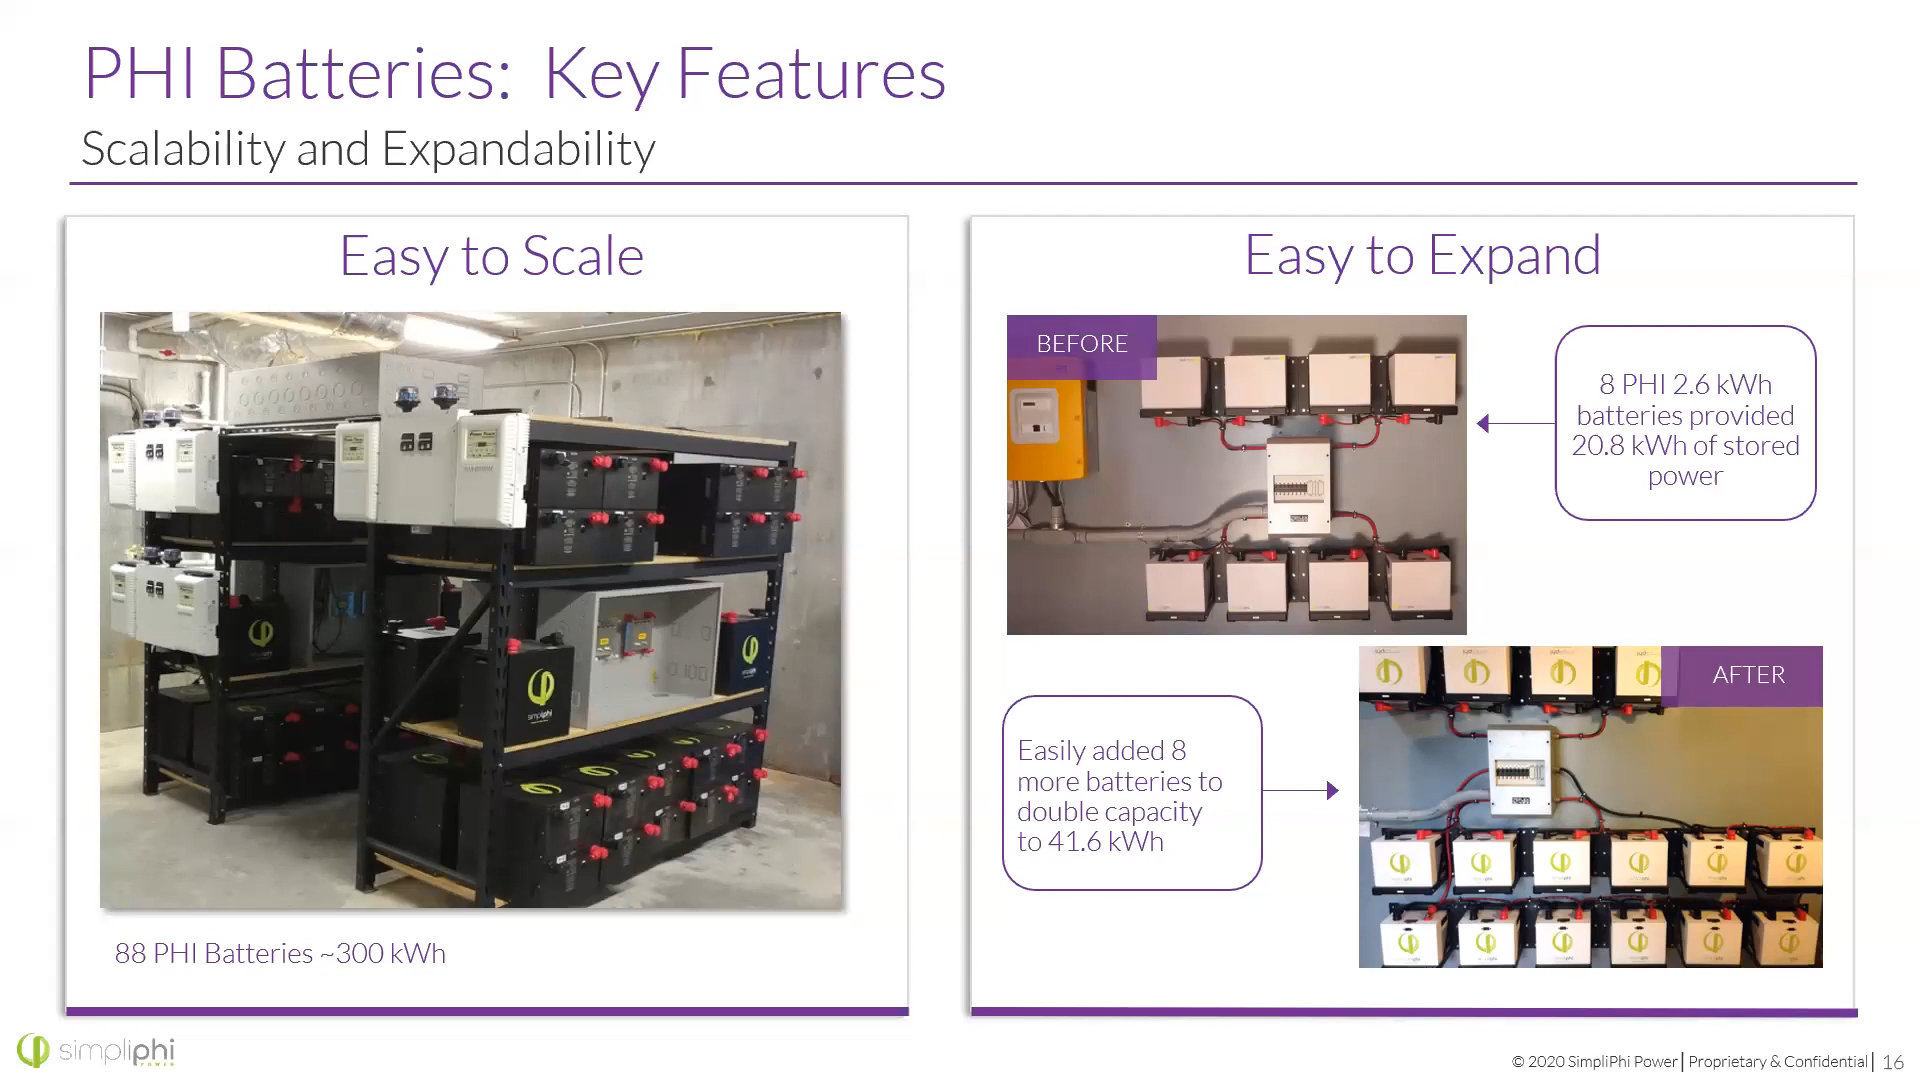 PHI Batteries: Key Features
Scalability and Expandability
Easy to Scale
simpliphi
88 PHI Batteries ~300 kWh
Easy to Expand
BEFORE
8 PHI 2.6 kWh
batteries provided
20.8 kWh of stored
power
AFTER
Easily added 8
more batteries to
double capacity
to 41.6 kWh
simpliphi
POWER
© 2020 SimpliPhi Power | Proprietary & Confidential | 16